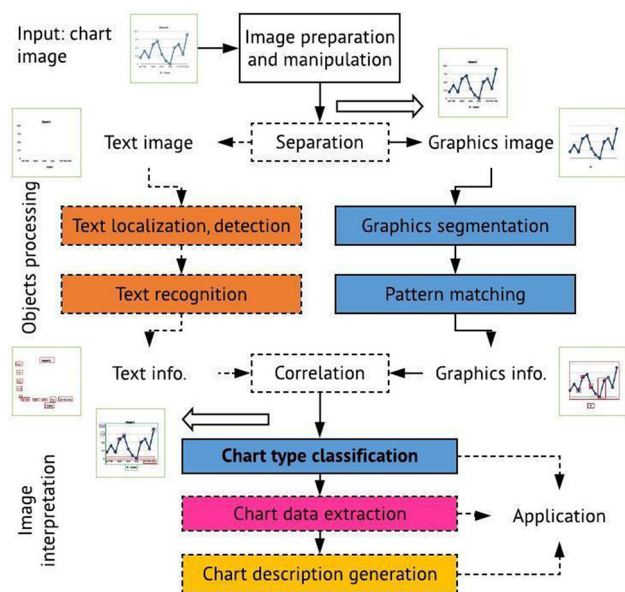 Input: chart
image
Image preparation
and manipulation
Text image
Separation
Graphics image
Objects processing
Text localization, detection
Graphics segmentation
Text recognition
Pattern matching
Text info.
Correlation
Graphics info.
Image
interpretation
Chart type classification
Chart data extraction
Application
Chart description generation